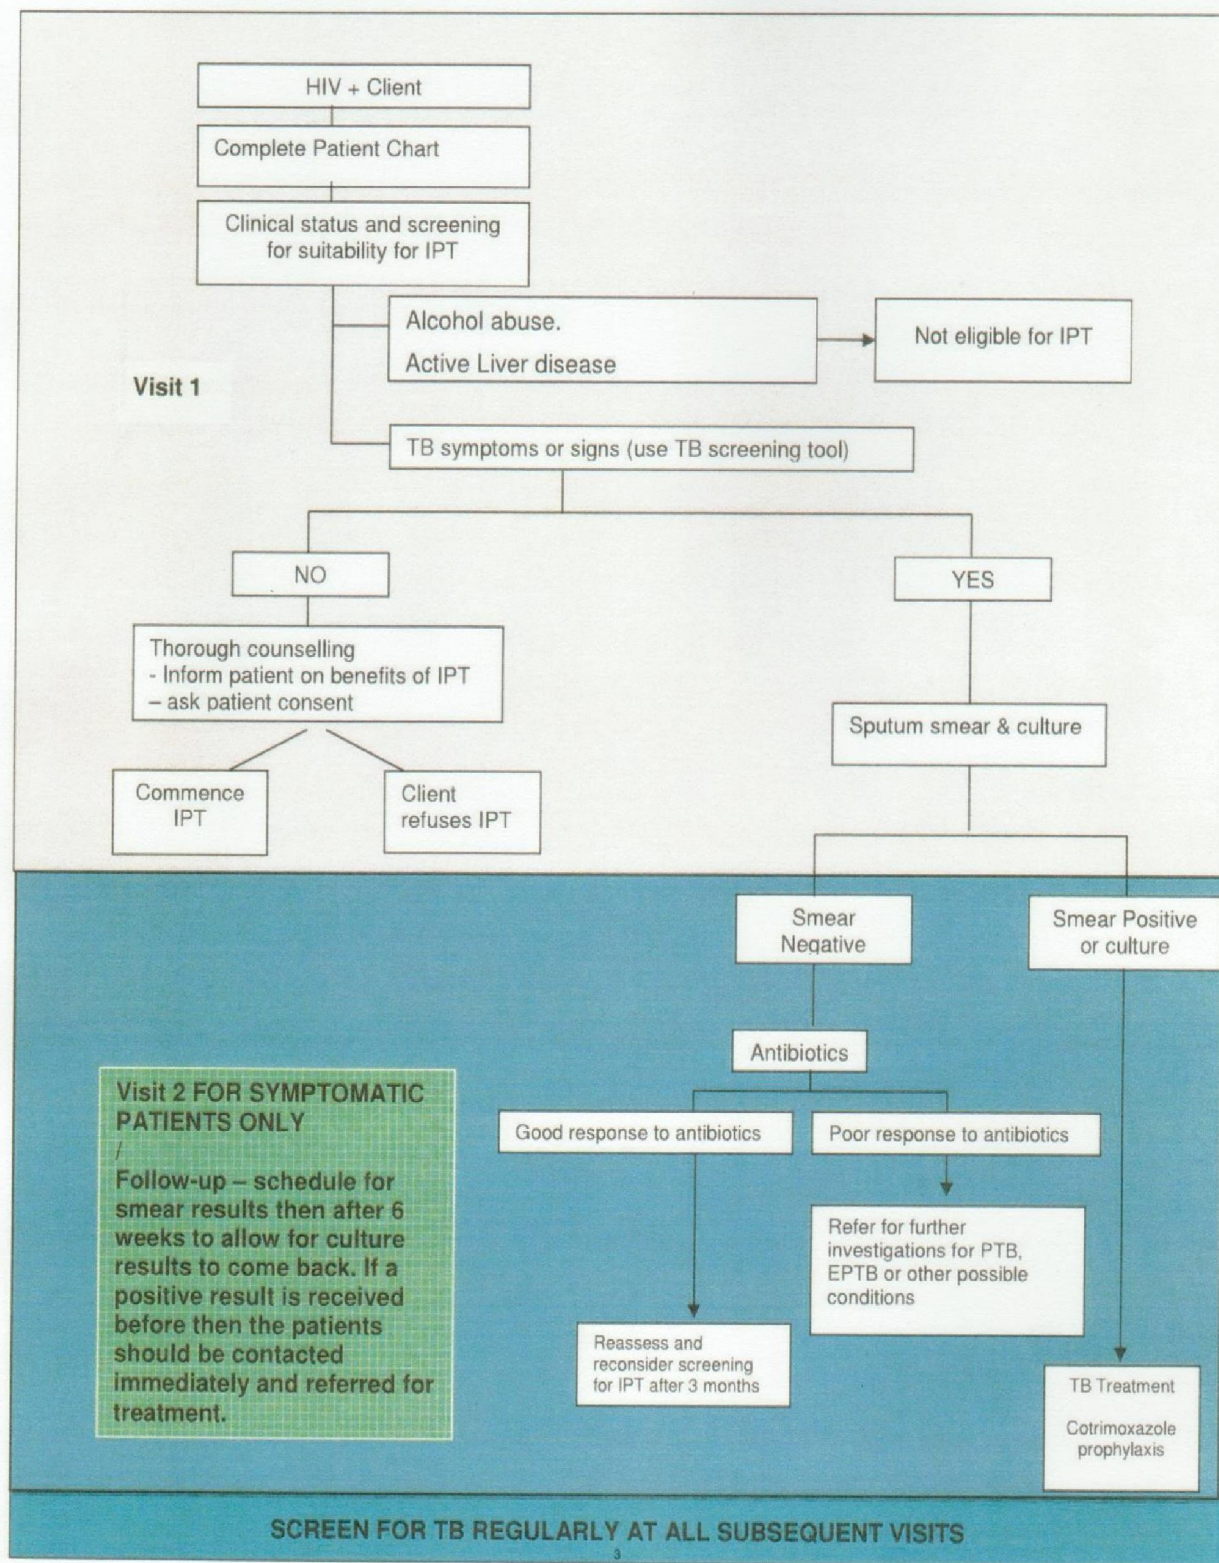 HIV + Client
Complete Patient Chart
Clinical status and screening
for suitability for IPT
Alcohol abuse.
Active Liver disease
Not eligible for IPT
Visit 1
TB symptoms or signs (use TB screening tool)
NO
YES
Thorough counselling
- Inform patient on benefits of IPT
– ask patient consent
Sputum smear & culture
Commence
IPT
Client
refuses IPT
Smear
Negative
Smear Positive
or culture
Antibiotics
Good response to antibiotics
Poor response to antibiotics
Visit 2 FOR SYMPTOMATIC
PATIENTS ONLY
/
Follow-up – schedule for
smear results then after 6
weeks to allow for culture
results to come back. If a
positive result is received
before then the patients
should be contacted
immediately and referred for
treatment.
Refer for further
investigations for PTB,
EPTB or other possible
conditions
Reassess and
reconsider screening
for IPT after 3 months
TB Treatment
Cotrimoxazole
prophylaxis
SCREEN FOR TB REGULARLY AT ALL SUBSEQUENT VISITS
3